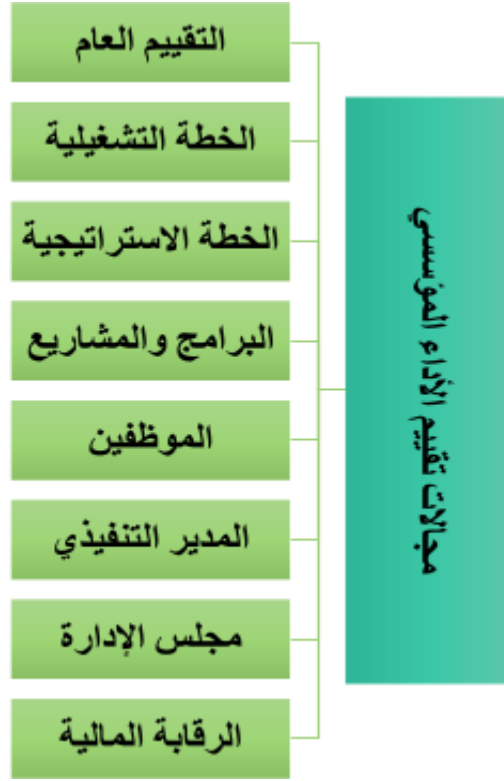 مجالات تقييم الأداء المؤسسي
التقييم العام
الخطة التشغيلية
الخطة الاستراتيجية
البرامج والمشاريع
الموظفين
المدير التنفيذي
مجلس الإدارة
الرقابة المالية